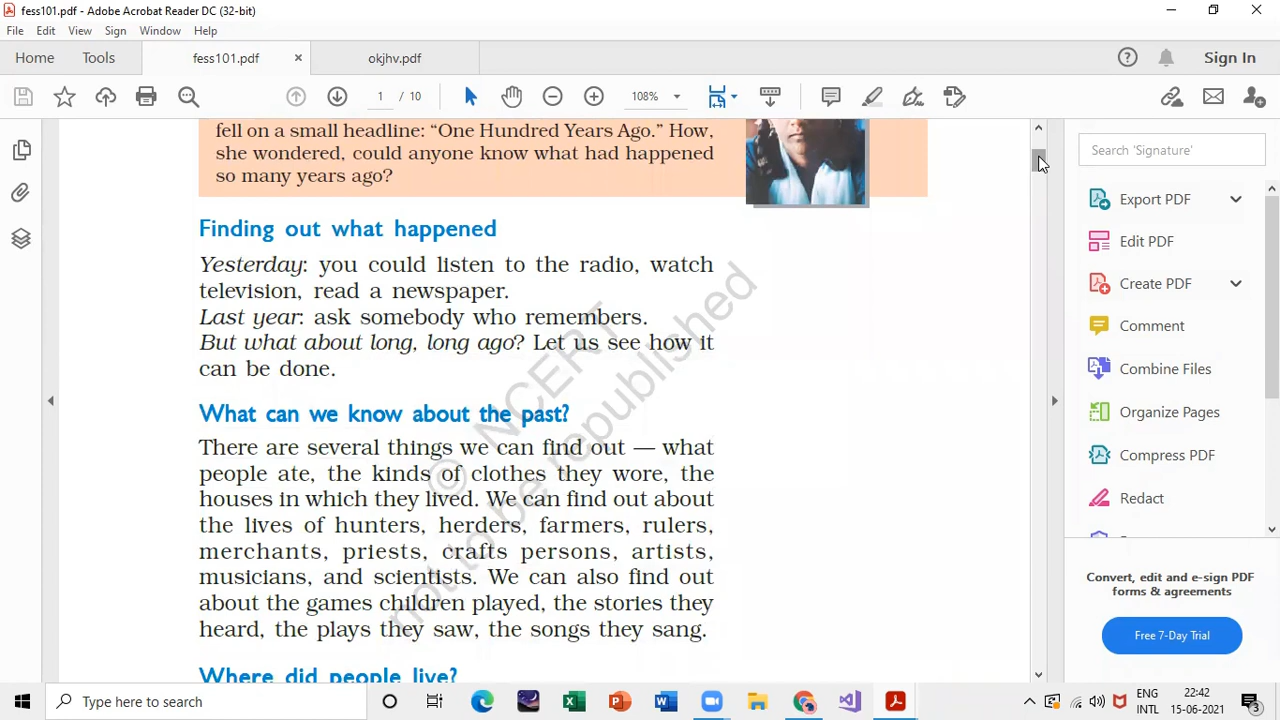 fess101.pdf - Adobe Acrobat Reader DC (32-bit)
File Edit View Sign Window Help
Home Tools fess101.pdf × okjhv.pdf ? Sign In
1 / 10 108%
fell on a small headline: “One Hundred Years Ago.” How,
she wondered, could anyone know what had happened
so many years ago?
Finding out what happened
Yesterday: you could listen to the radio, watch
television, read a newspaper.
Last year: ask somebody who remembers.
But what about long, long ago? Let us see how it
can be done.
What can we know about the past?
There are several things we can find out — what
people ate, the kinds of clothes they wore, the
houses in which they lived. We can find out about
the lives of hunters, herders, farmers, rulers,
merchants, priests, crafts persons, artists,
musicians, and scientists. We can also find out
about the games children played, the stories they
heard, the plays they saw, the songs they sang.
Where did people live?
© NCERT
not to be republished
Search 'Signature'
Export PDF
Edit PDF
Create PDF
Comment
Combine Files
Organize Pages
Compress PDF
Redact
Convert, edit and e-sign PDF
forms & agreements
Free 7-Day Trial
Type here to search
ENG
INTL
22:42
15-06-2021
3